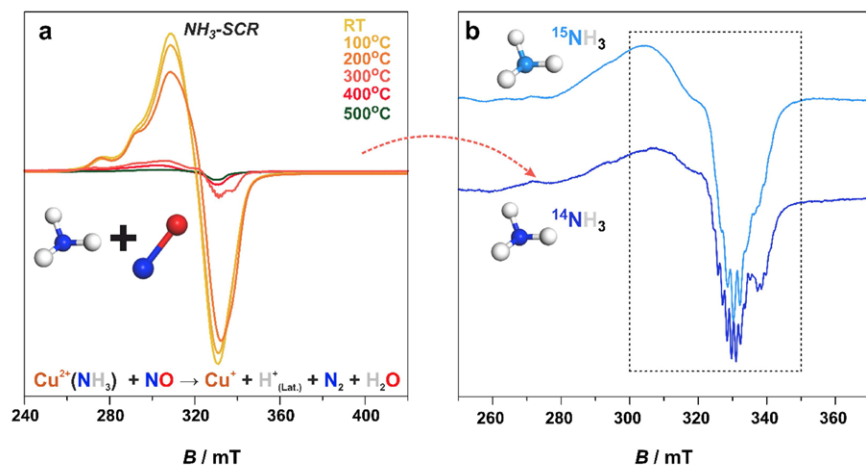 a
NH₃-SCR
RT
100°C
200°C
300°C
400°C
500°C
+
Cu²⁺(NH₃) + NO → Cu⁺ + H⁺(Lat.) + N₂ + H₂O
240 280 320 360 400
B / mT
b
¹⁵NH₃
¹⁴NH₃
260 280 300 320 340 360
B / mT